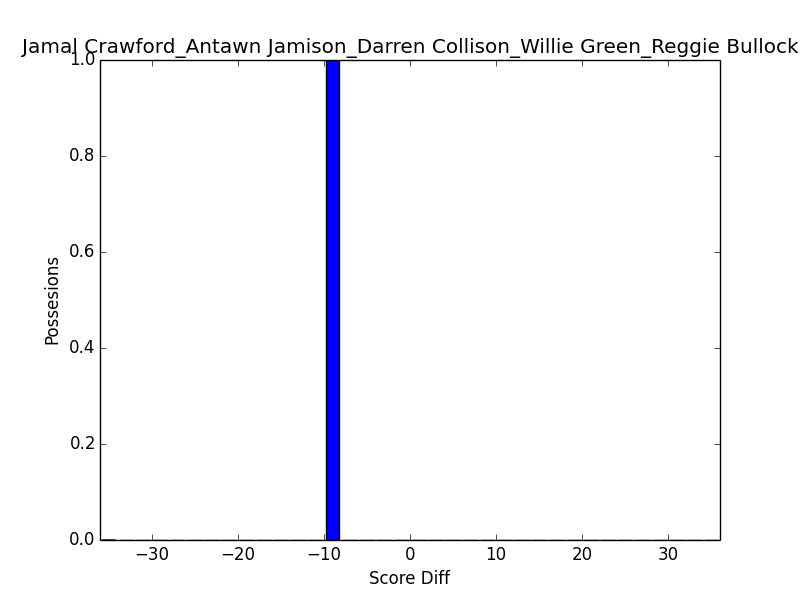 Jamal Crawford_Antawn Jamison_Darren Collison_Willie Green_Reggie Bullock
1.0
0.8
0.6
0.4
0.2
0.0
Possesions
−30 −20 −10 0 10 20 30
Score Diff